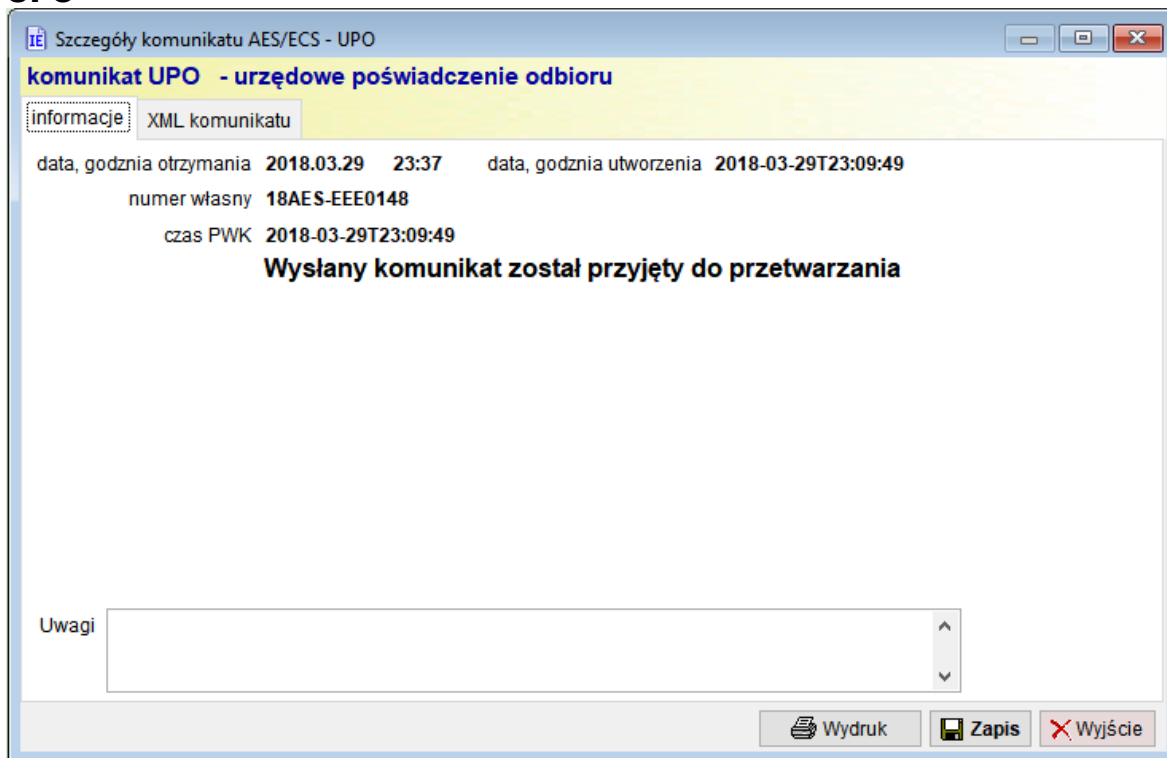 IE Szczegóły komunikatu AES/ECS - UPO
komunikat UPO - urzędowe poświadczenie odbioru
informacje XML komunikatu
data, godznia otrzymania 2018.03.29 23:37 data, godznia utworzenia 2018-03-29T23:09:49
numer własny 18AES-EEE0148
czas PWK 2018-03-29T23:09:49
Wysłany komunikat został przyjęty do przetwarzania
Uwagi
Wydruk Zapis Wyjście